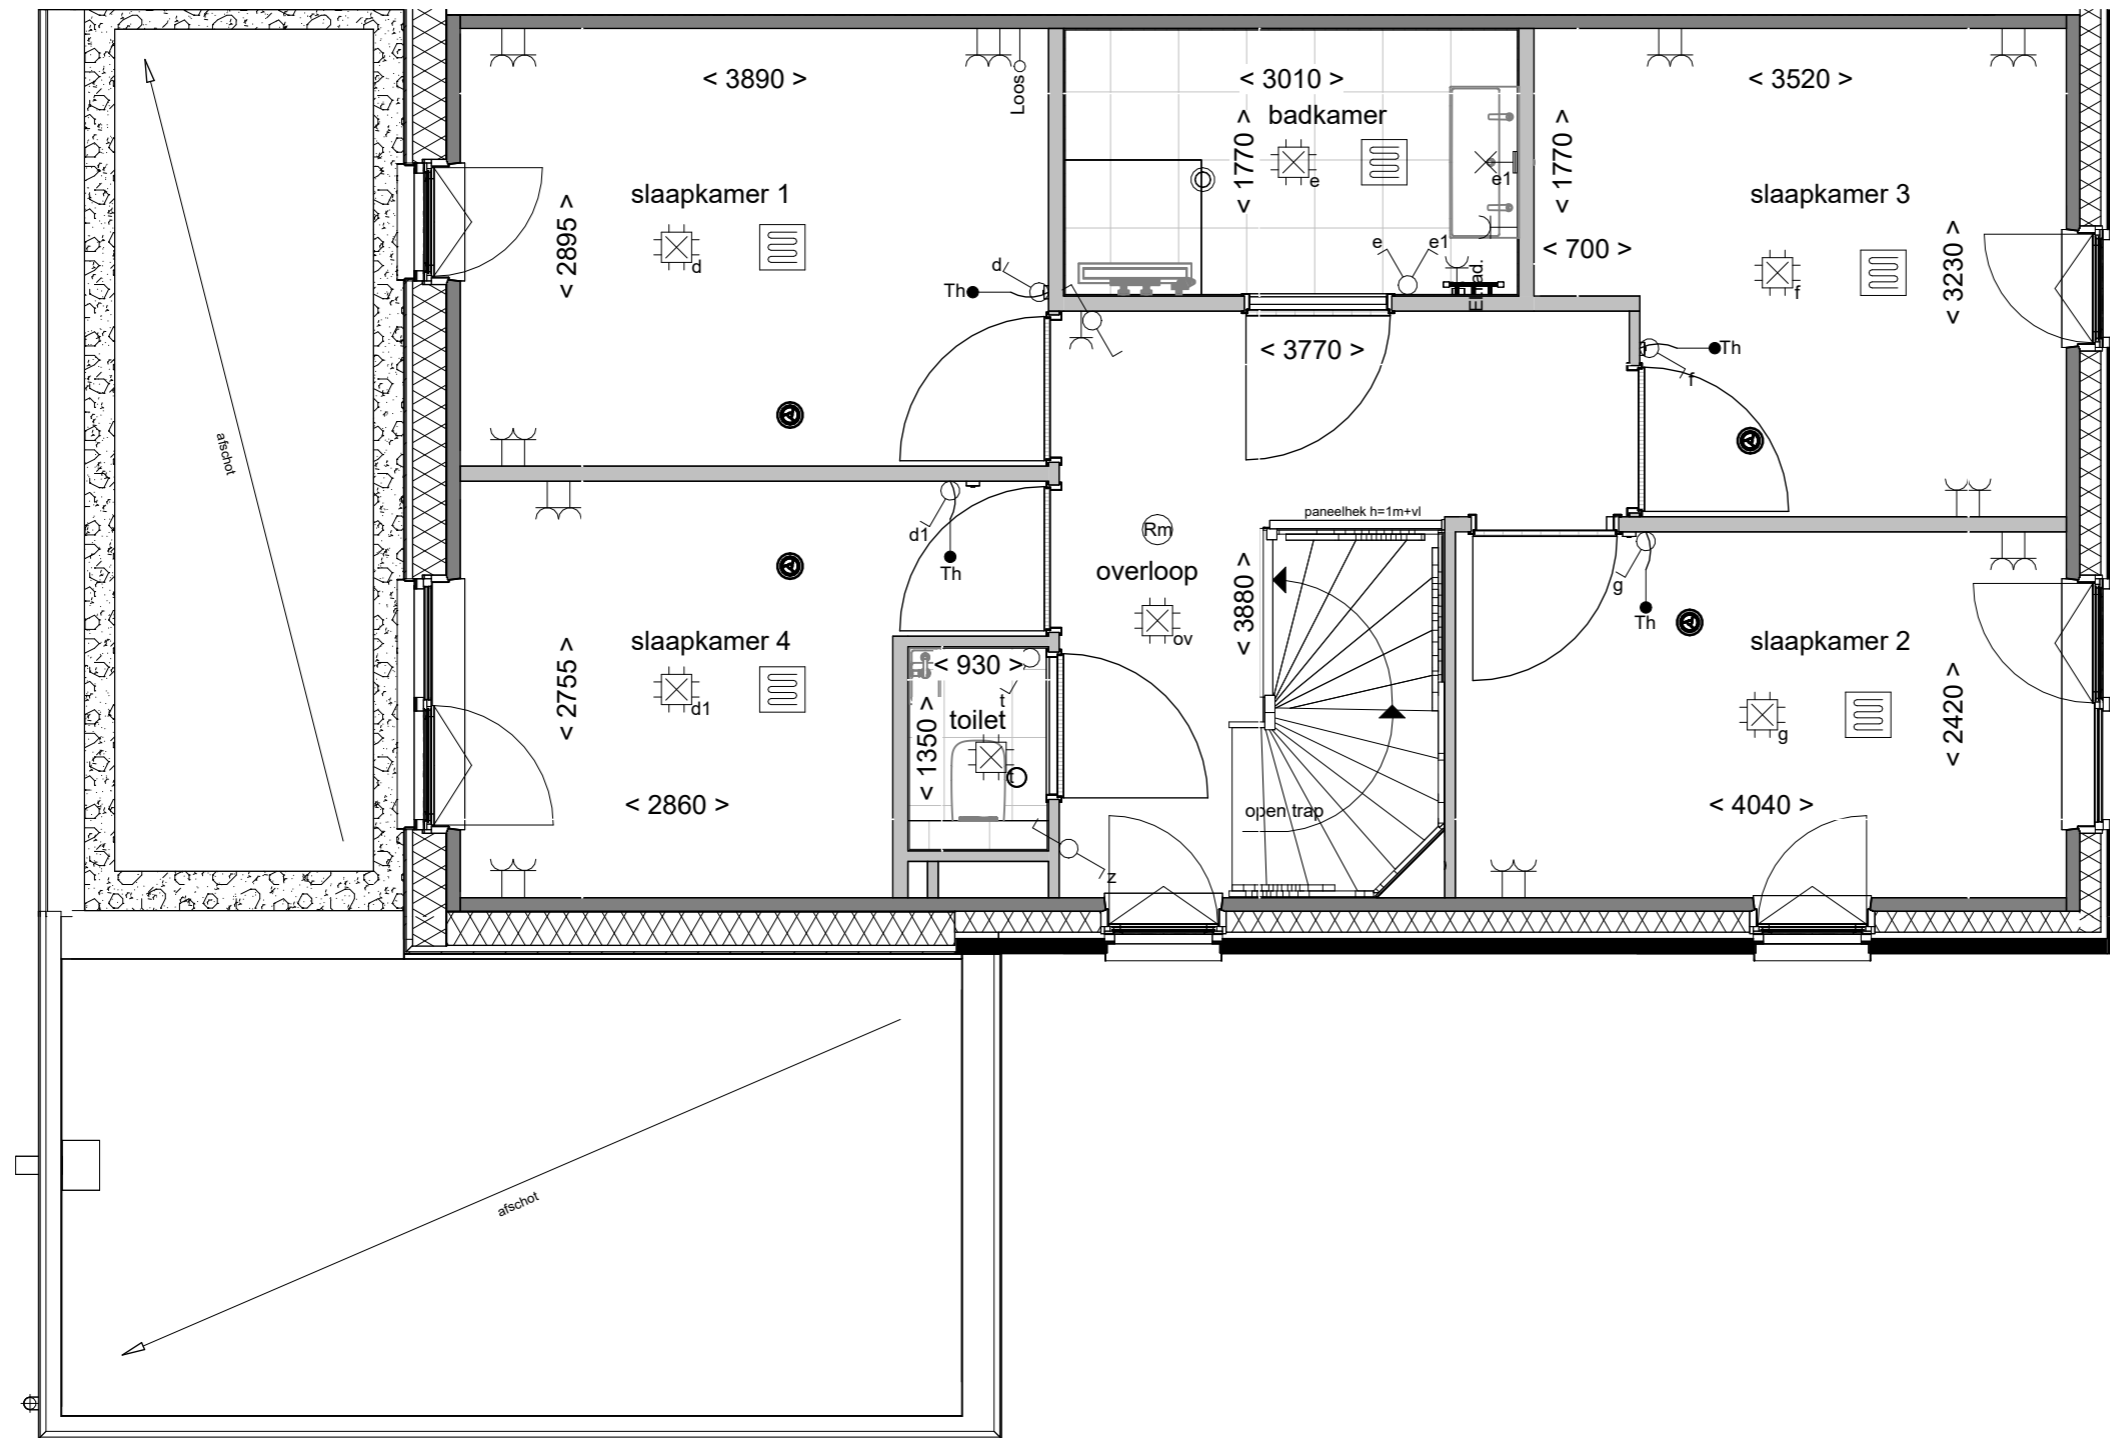 < 3890 >
Loos
< 3010 >
badkamer
< 1770 >
e
e1
< 1770 >
< 3520 >
slaapkamer 1
< 2895 >
d
d
Th
e
e1
El.rad.
< 700 >
slaapkamer 3
f
< 3230 >
< 3770 >
Th
f
afschot
paneelhek h=1m+vl
d1
Th
Rm
overloop
ov
< 3880 >
g
Th
slaapkamer 4
< 2755 >
d1
< 2860 >
< 930 >
t
toilet
< 1350 >
t
z
open trap
slaapkamer 2
g
< 2420 >
< 4040 >
afschot